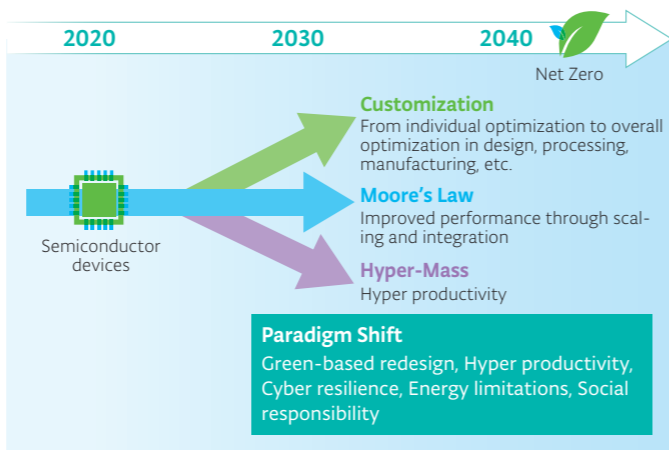 2020 2030 2040
Net Zero
Customization
From individual optimization to overall
optimization in design, processing,
manufacturing, etc.
Moore's Law
Improved performance through scal-
ing and integration
Semiconductor
devices
Hyper-Mass
Hyper productivity
Paradigm Shift
Green-based redesign, Hyper productivity,
Cyber resilience, Energy limitations, Social
responsibility